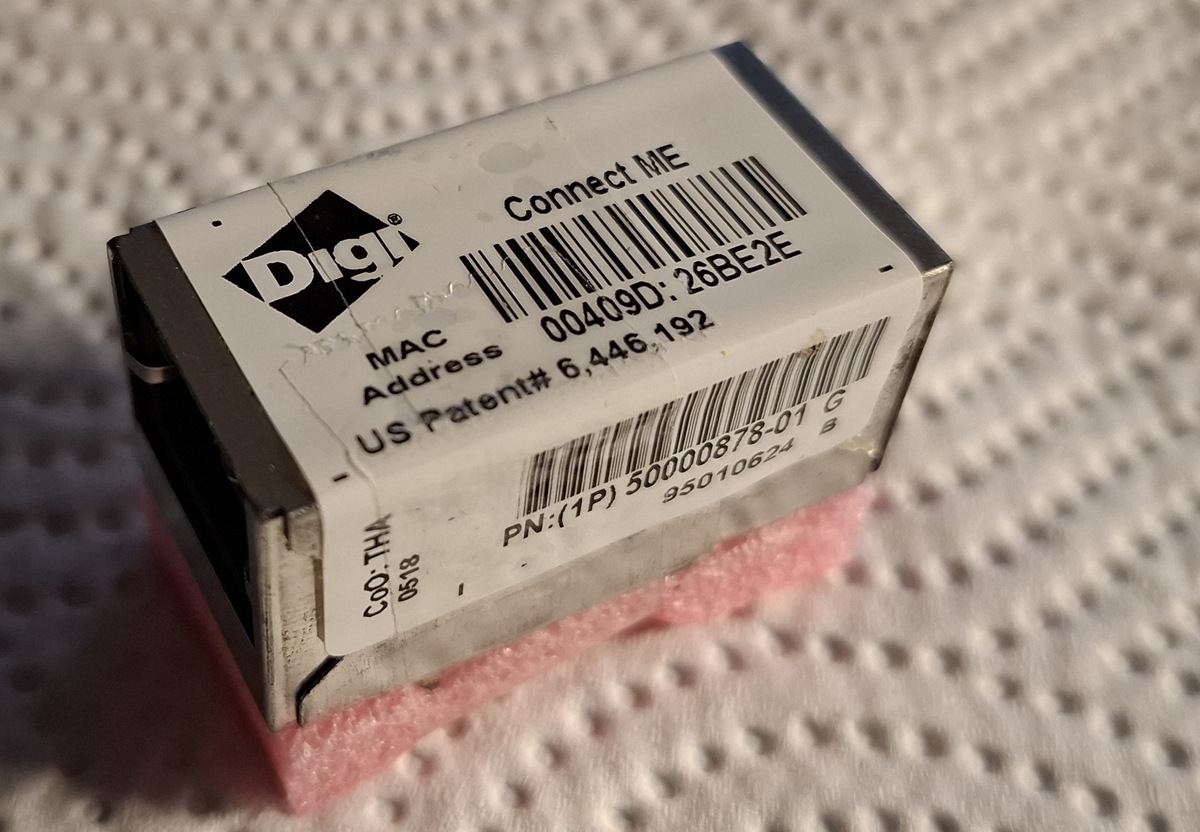 Digi®
Connect ME
MAC
Address
00409D: 26BE2E
US Patent# 6,446,192
PN:(1P) 50000878-01 G
95010624 B
CoO: THA
0518